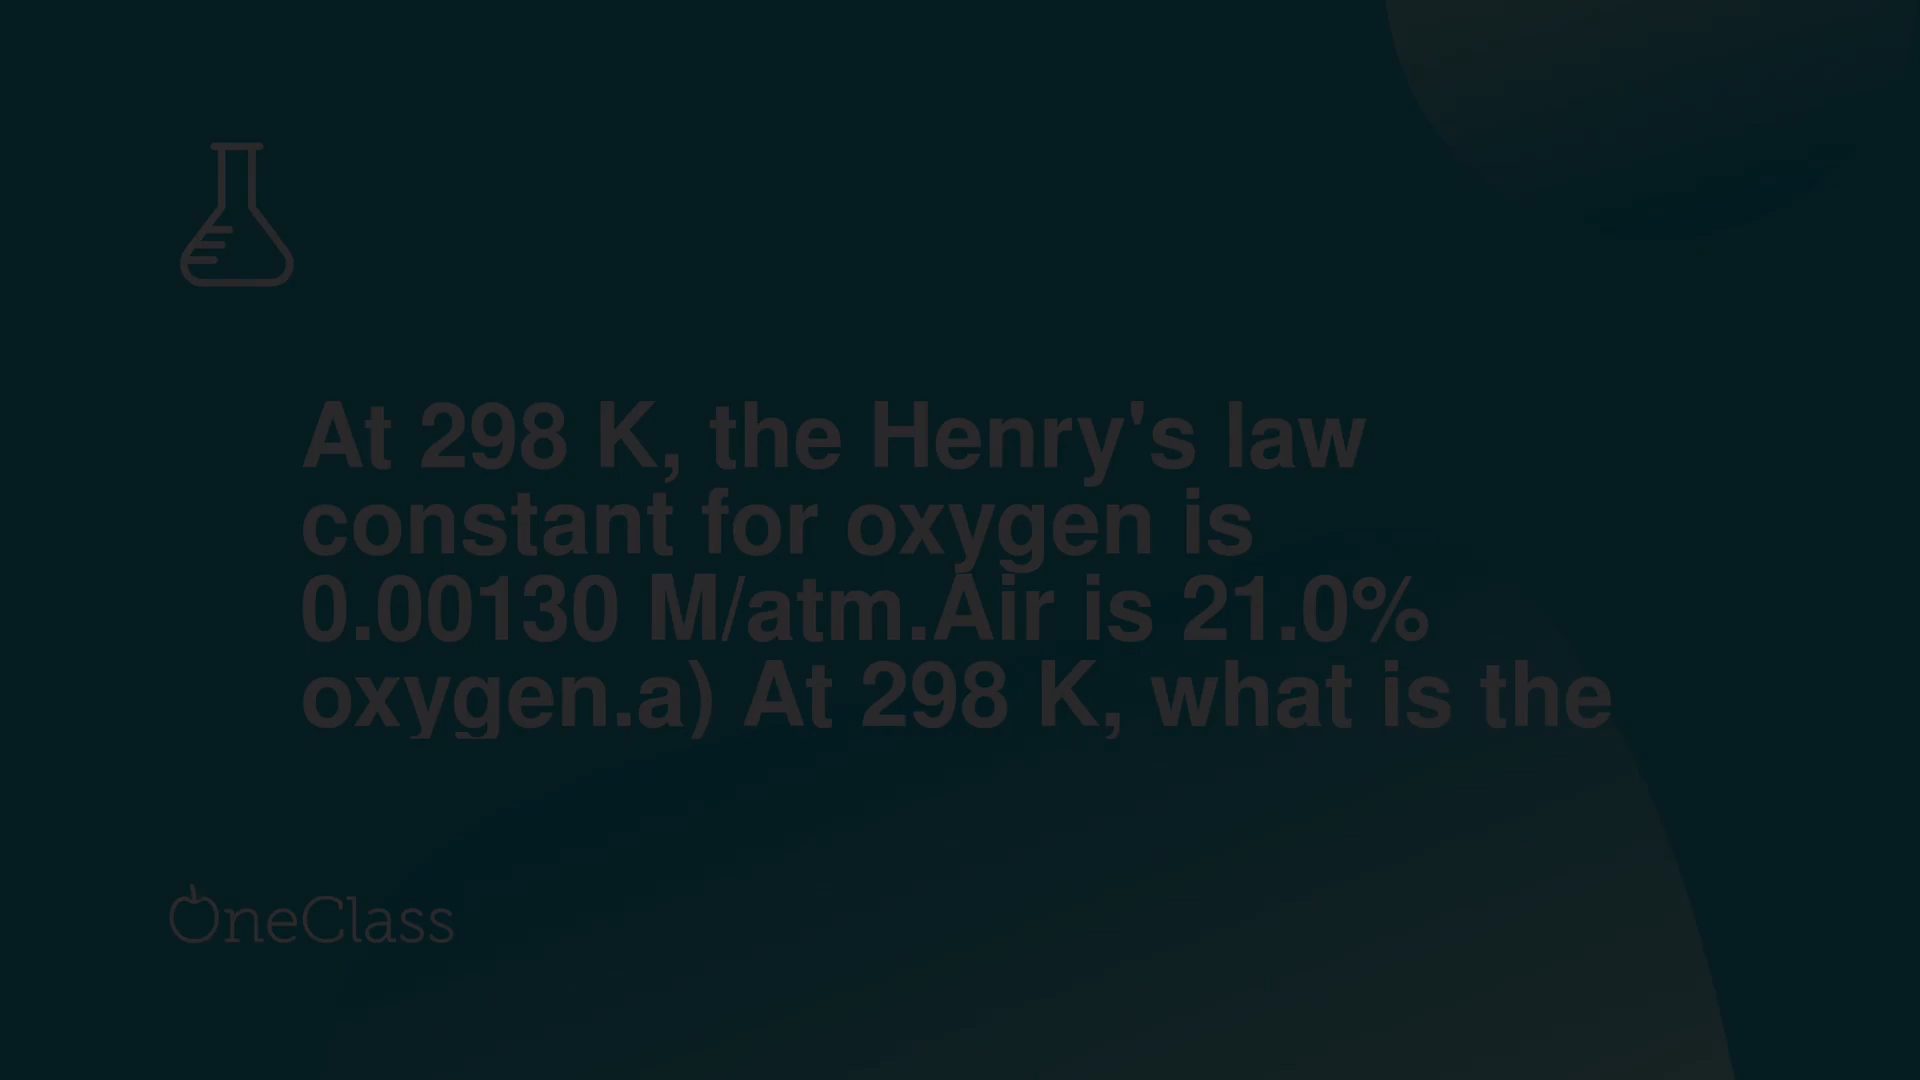 At 298 K, the Henry's law
constant for oxygen is
0.00130 M/atm.Air is 21.0%
oxygen.a) At 298 K, what is the
OneClass